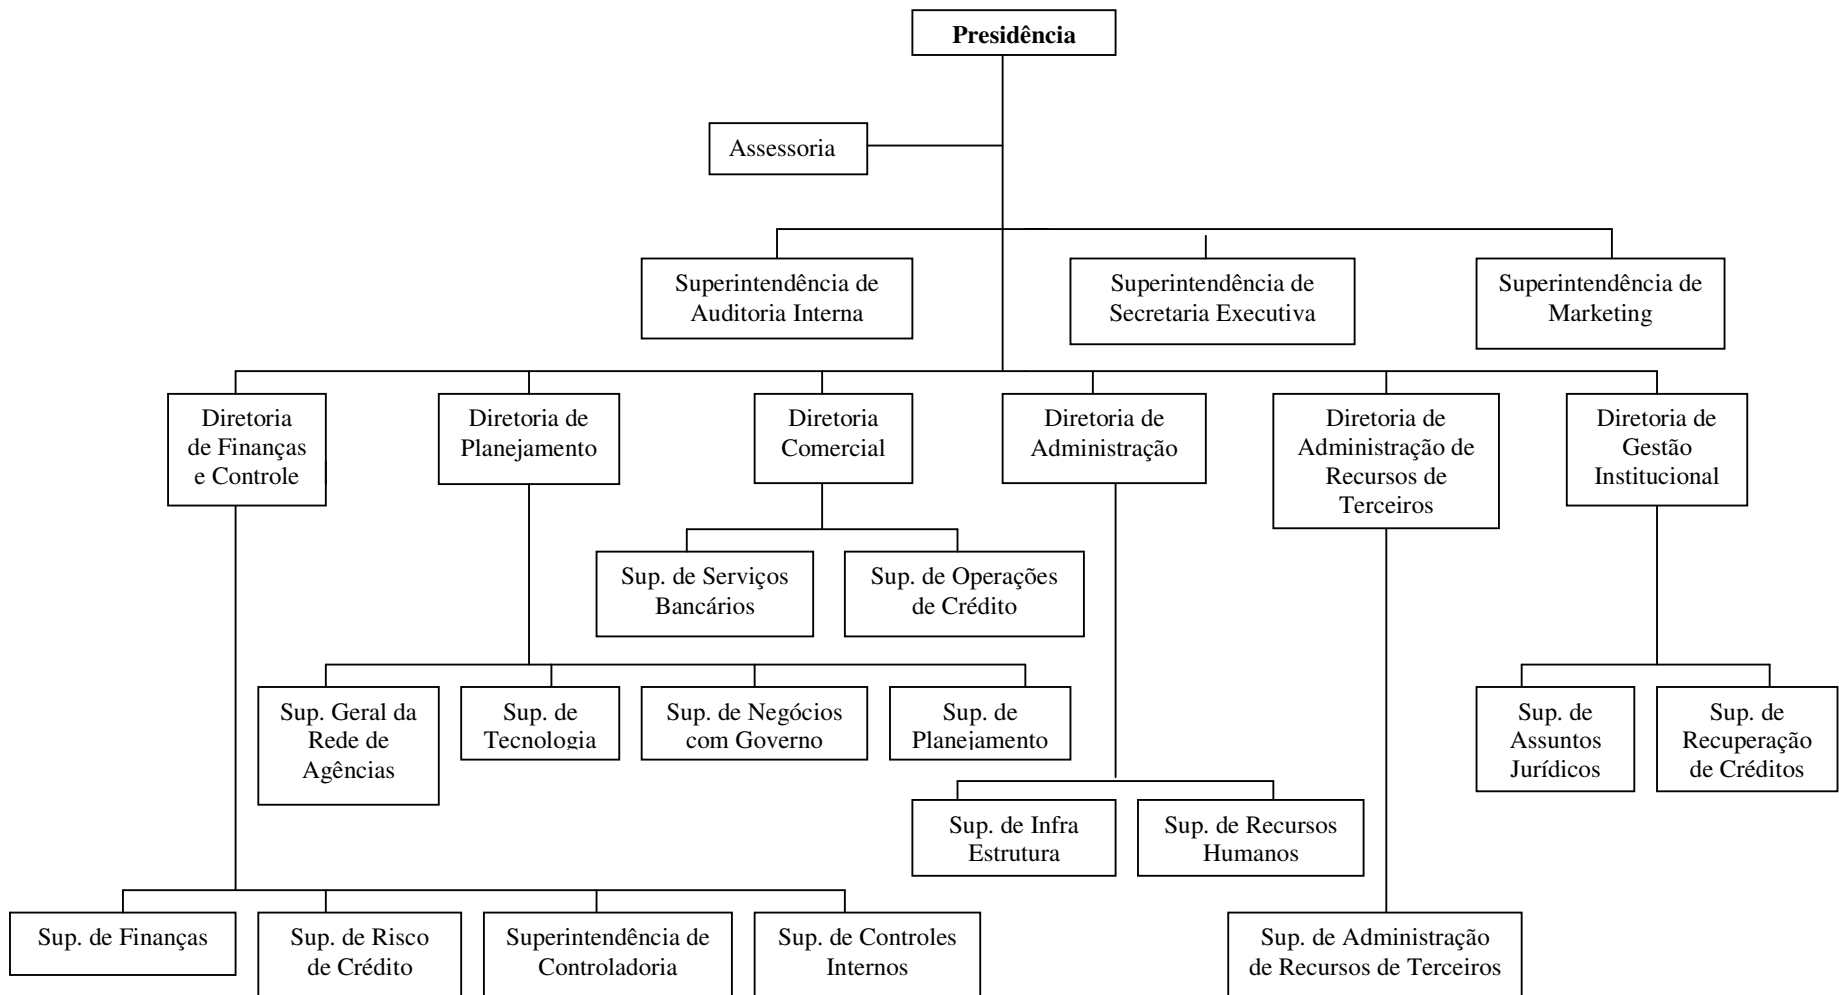 Presidência
Assessoria
Superintendência de
Auditoria Interna
Superintendência de
Secretaria Executiva
Superintendência de
Marketing
Diretoria
de Finanças
e Controle
Diretoria de
Planejamento
Diretoria
Comercial
Diretoria de
Administração
Diretoria de
Administração de
Recursos de
Terceiros
Diretoria de
Gestão
Institucional
Sup. de Serviços
Bancários
Sup. de Operações
de Crédito
Sup. Geral da
Rede de
Agências
Sup. de
Tecnologia
Sup. de Negócios
com Governo
Sup. de
Planejamento
Sup. de
Assuntos
Jurídicos
Sup. de
Recuperação
de Créditos
Sup. de Infra
Estrutura
Sup. de Recursos
Humanos
Sup. de Finanças
Sup. de Risco
de Crédito
Superintendência de
Controladoria
Sup. de Controles
Internos
Sup. de Administração
de Recursos de Terceiros